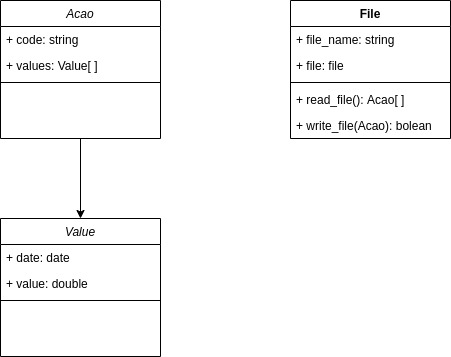 Acao
+ code: string
+ values: Value[ ]
File
+ file_name: string
+ file: file
+ read_file(): Acao[ ]
+ write_file(Acao): bolean
Value
+ date: date
+ value: double